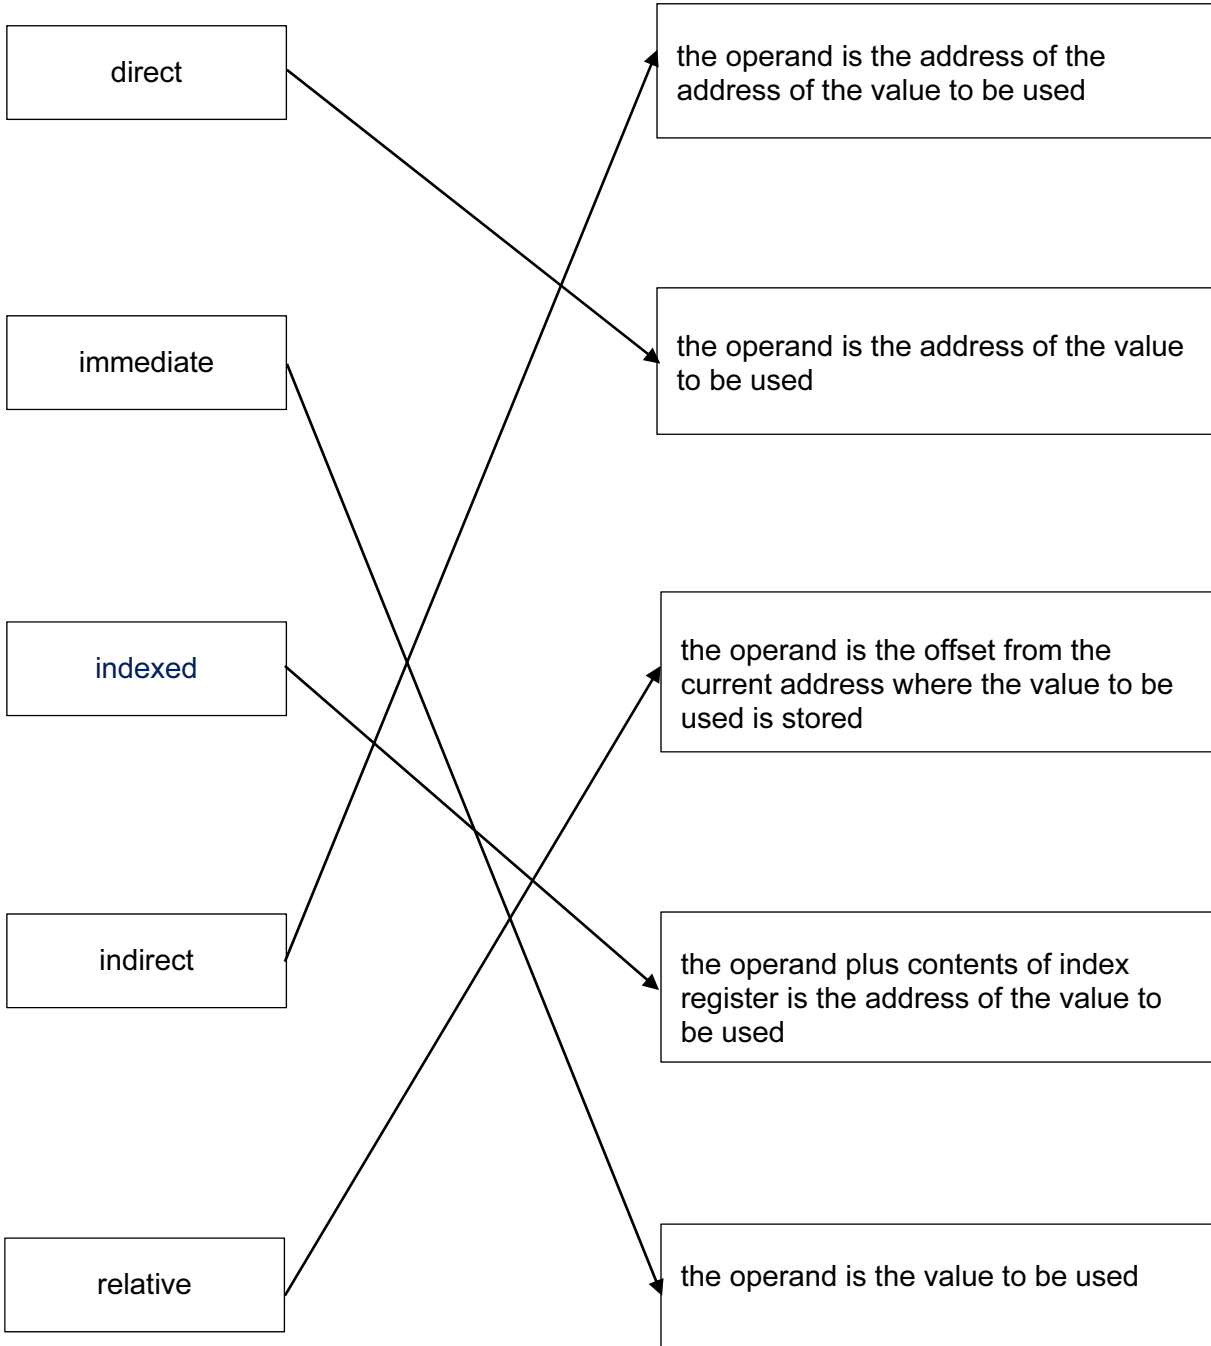 direct
the operand is the address of the
address of the value to be used
immediate
the operand is the address of the value
to be used
indexed
the operand is the offset from the
current address where the value to be
used is stored
indirect
the operand plus contents of index
register is the address of the value to
be used
relative
the operand is the value to be used